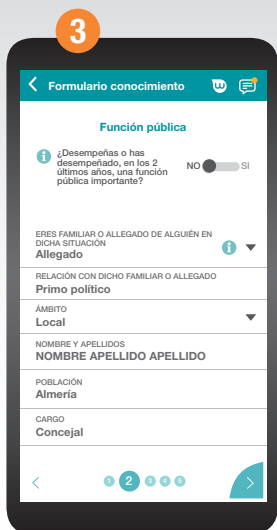 3
Formulario conocimiento
Función pública
¿Desempeñas o has
desempeñado, en los 2
últimos años, una función
pública importante?
NO SI
ERES FAMILIAR O ALLEGADO DE ALGUIÉN EN
DICHA SITUACIÓN
Allegado
RELACIÓN CON DICHO FAMILIAR O ALLEGADO
Primo político
ÁMBITO
Local
NOMBRE Y APELLIDOS
NOMBRE APELLIDO APELLIDO
POBLACIÓN
Almería
CARGO
Concejal
1 2 3 4 5